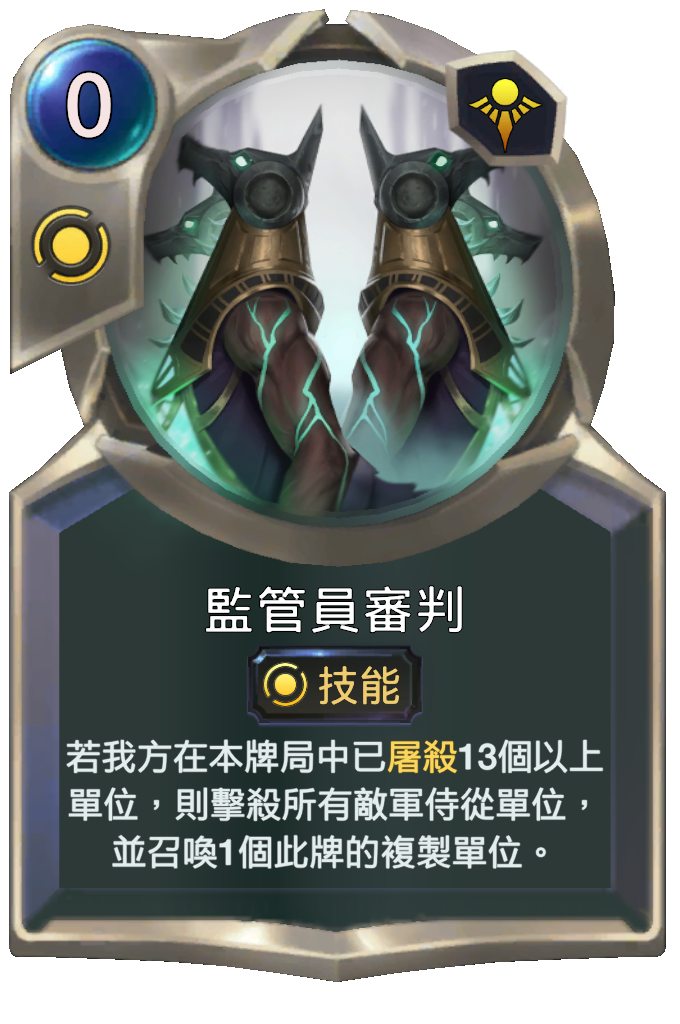 0
監管員審判
技能
若我方在本牌局中已屠殺13個以上
單位，則擊殺所有敵軍侍從單位，
並召喚1個此牌的複製單位。